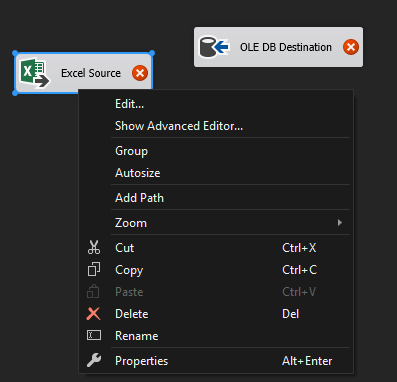 OLE DB Destination
Excel Source
Edit...
Show Advanced Editor...
Group
Autosize
Add Path
Zoom
Cut Ctrl+X
Copy Ctrl+C
Paste Ctrl+V
Delete Del
Rename
Properties Alt+Enter